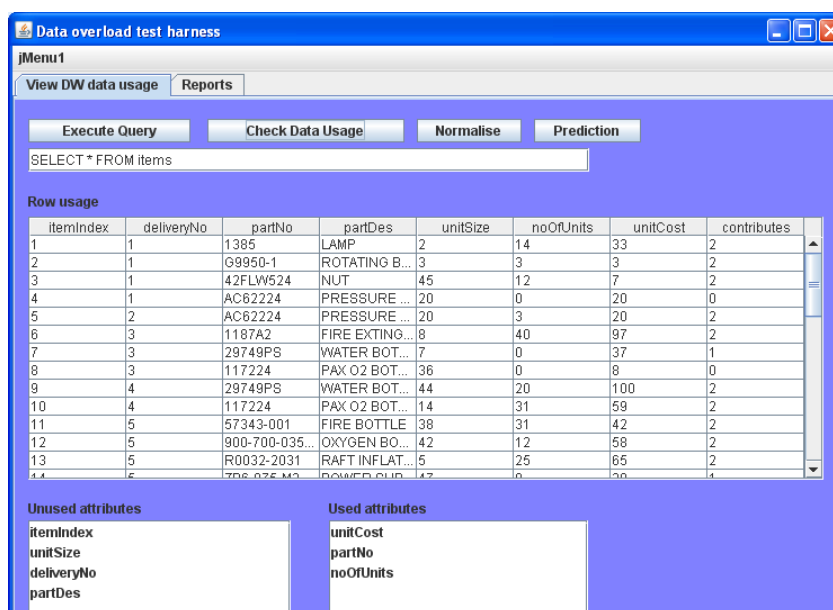 Data overload test harness
jMenu1
View DW data usage Reports
Execute Query Check Data Usage Normalise Prediction
SELECT * FROM items
Row usage
itemIndex deliveryNo partNo partDes unitSize noOfUnits unitCost contributes
1 1 1385 LAMP 2 14 33 2
2 1 G9950-1 ROTATING B... 3 3 3 2
3 1 42FLW524 NUT 45 12 7 2
4 1 AC62224 PRESSURE ... 20 0 20 0
5 2 AC62224 PRESSURE ... 20 3 20 2
6 3 1187A2 FIRE EXTING... 8 40 97 2
7 3 29749PS WATER BOT... 7 0 37 1
8 3 117224 PAX O2 BOT... 36 0 8 0
9 4 29749PS WATER BOT... 44 20 100 2
10 4 117224 PAX O2 BOT... 14 31 59 2
11 5 57343-001 FIRE BOTTLE 38 31 42 2
12 5 900-700-035... OXYGEN BO... 42 12 58 2
13 5 R0032-2031 RAFT INFLAT... 5 25 65 2
Unused attributes Used attributes
itemIndex unitCost
unitSize partNo
deliveryNo noOfUnits
partDes